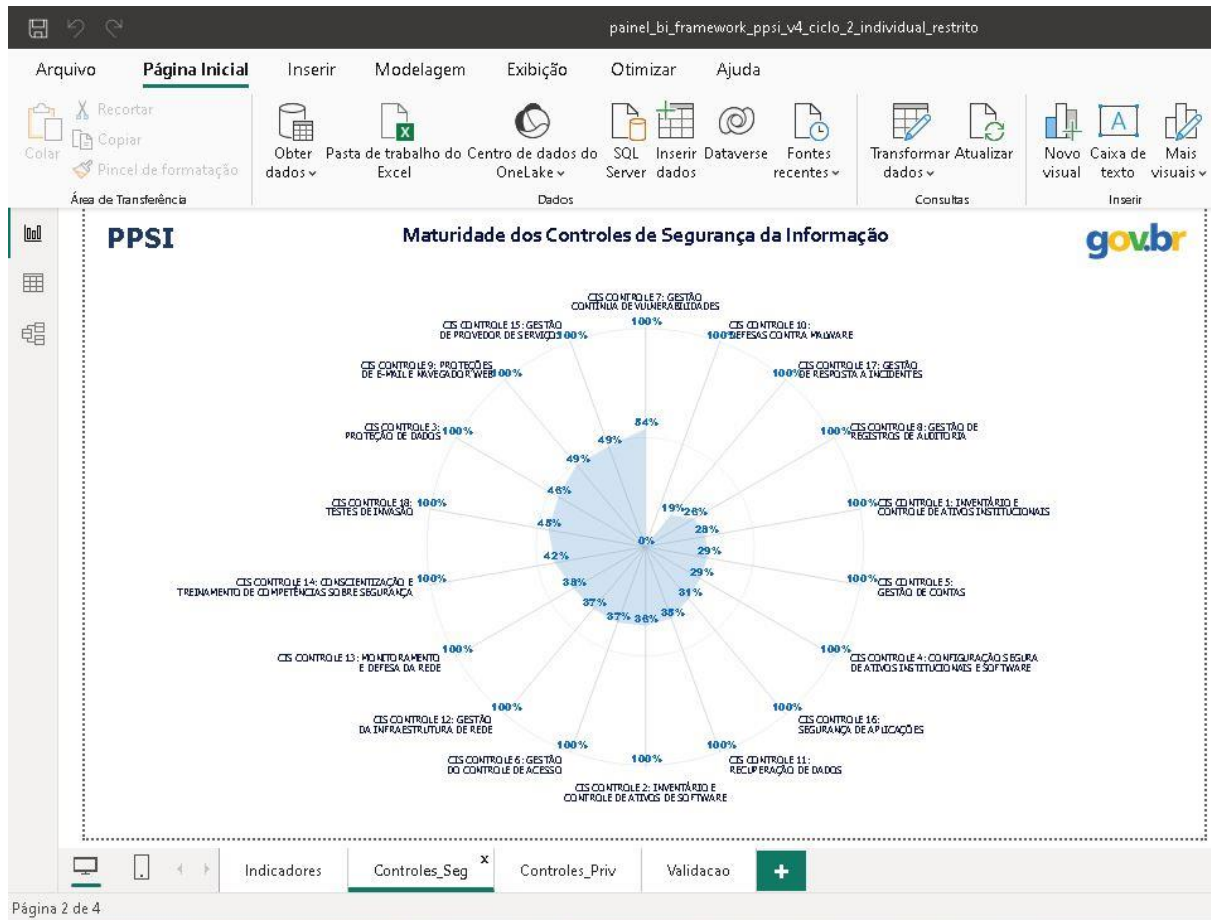 painel_bi_framework_ppsi_v4_ciclo_2_individual_restrito
Arquivo Página Inicial Inserir Modelagem Exibição Otimizar Ajuda
Colar
Recortar
Copiar
Pincel de formatação
Área de Transferência
Obter dados
Pasta de trabalho do Excel
Centro de dados do OneLake
SQL Server
Inserir dados
Dataverse
Fontes recentes
Dados
Transformar dados
Atualizar
Consultas
Novo visual
Caixa de texto
Mais visuais
Inserir
PPSI
Maturidade dos Controles de Segurança da Informação
gov.br
CIS CONTROLE 7: GESTÃO
CONTÍNUA DE VULNERABILIDADES
100%
CIS CONTROLE 10:
DEFESAS CONTRA MALWARE
100%
CIS CONTROLE 17: GESTÃO
DE RESPOSTA A INCIDENTES
100%
CIS CONTROLE 8: GESTÃO DE
REGISTROS DE AUDITORIA
100%
CIS CONTROLE 1: INVENTÁRIO E
CONTROLE DE ATIVOS INSTITUCIONAIS
100%
CIS CONTROLE 5:
GESTÃO DE CONTAS
100%
CIS CONTROLE 4: CONFIGURAÇÃO SEGURA
DE ATIVOS INSTITUCIONAIS E SOFTWARE
100%
CIS CONTROLE 16:
SEGURANÇA DE APLICAÇÕES
100%
CIS CONTROLE 11:
RECUPERAÇÃO DE DADOS
100%
CIS CONTROLE 2: INVENTÁRIO E
CONTROLE DE ATIVOS DE SOFTWARE
100%
CIS CONTROLE 6: GESTÃO
DO CONTROLE DE ACESSO
100%
CIS CONTROLE 12: GESTÃO
DA INFRAESTRUTURA DE REDE
100%
CIS CONTROLE 13: MONITORAMENTO
E DEFESA DA REDE
100%
CIS CONTROLE 14: CONSCIENTIZAÇÃO E
TREINAMENTO DE COMPETÊNCIAS SOBRE SEGURANÇA
100%
CIS CONTROLE 18:
TESTES DE INVASÃO
100%
CIS CONTROLE 3:
PROTEÇÃO DE DADOS
100%
CIS CONTROLE 9: PROTEÇÕES
DE E-MAIL E NAVEGADOR WEB
100%
CIS CONTROLE 15: GESTÃO
DE PROVEDOR DE SERVIÇOS
100%
54%
0%
19%
26%
28%
29%
29%
31%
35%
36%
37%
37%
38%
42%
45%
46%
49%
49%
Indicadores Controles_Seg x Controles_Priv Validacao +
Página 2 de 4